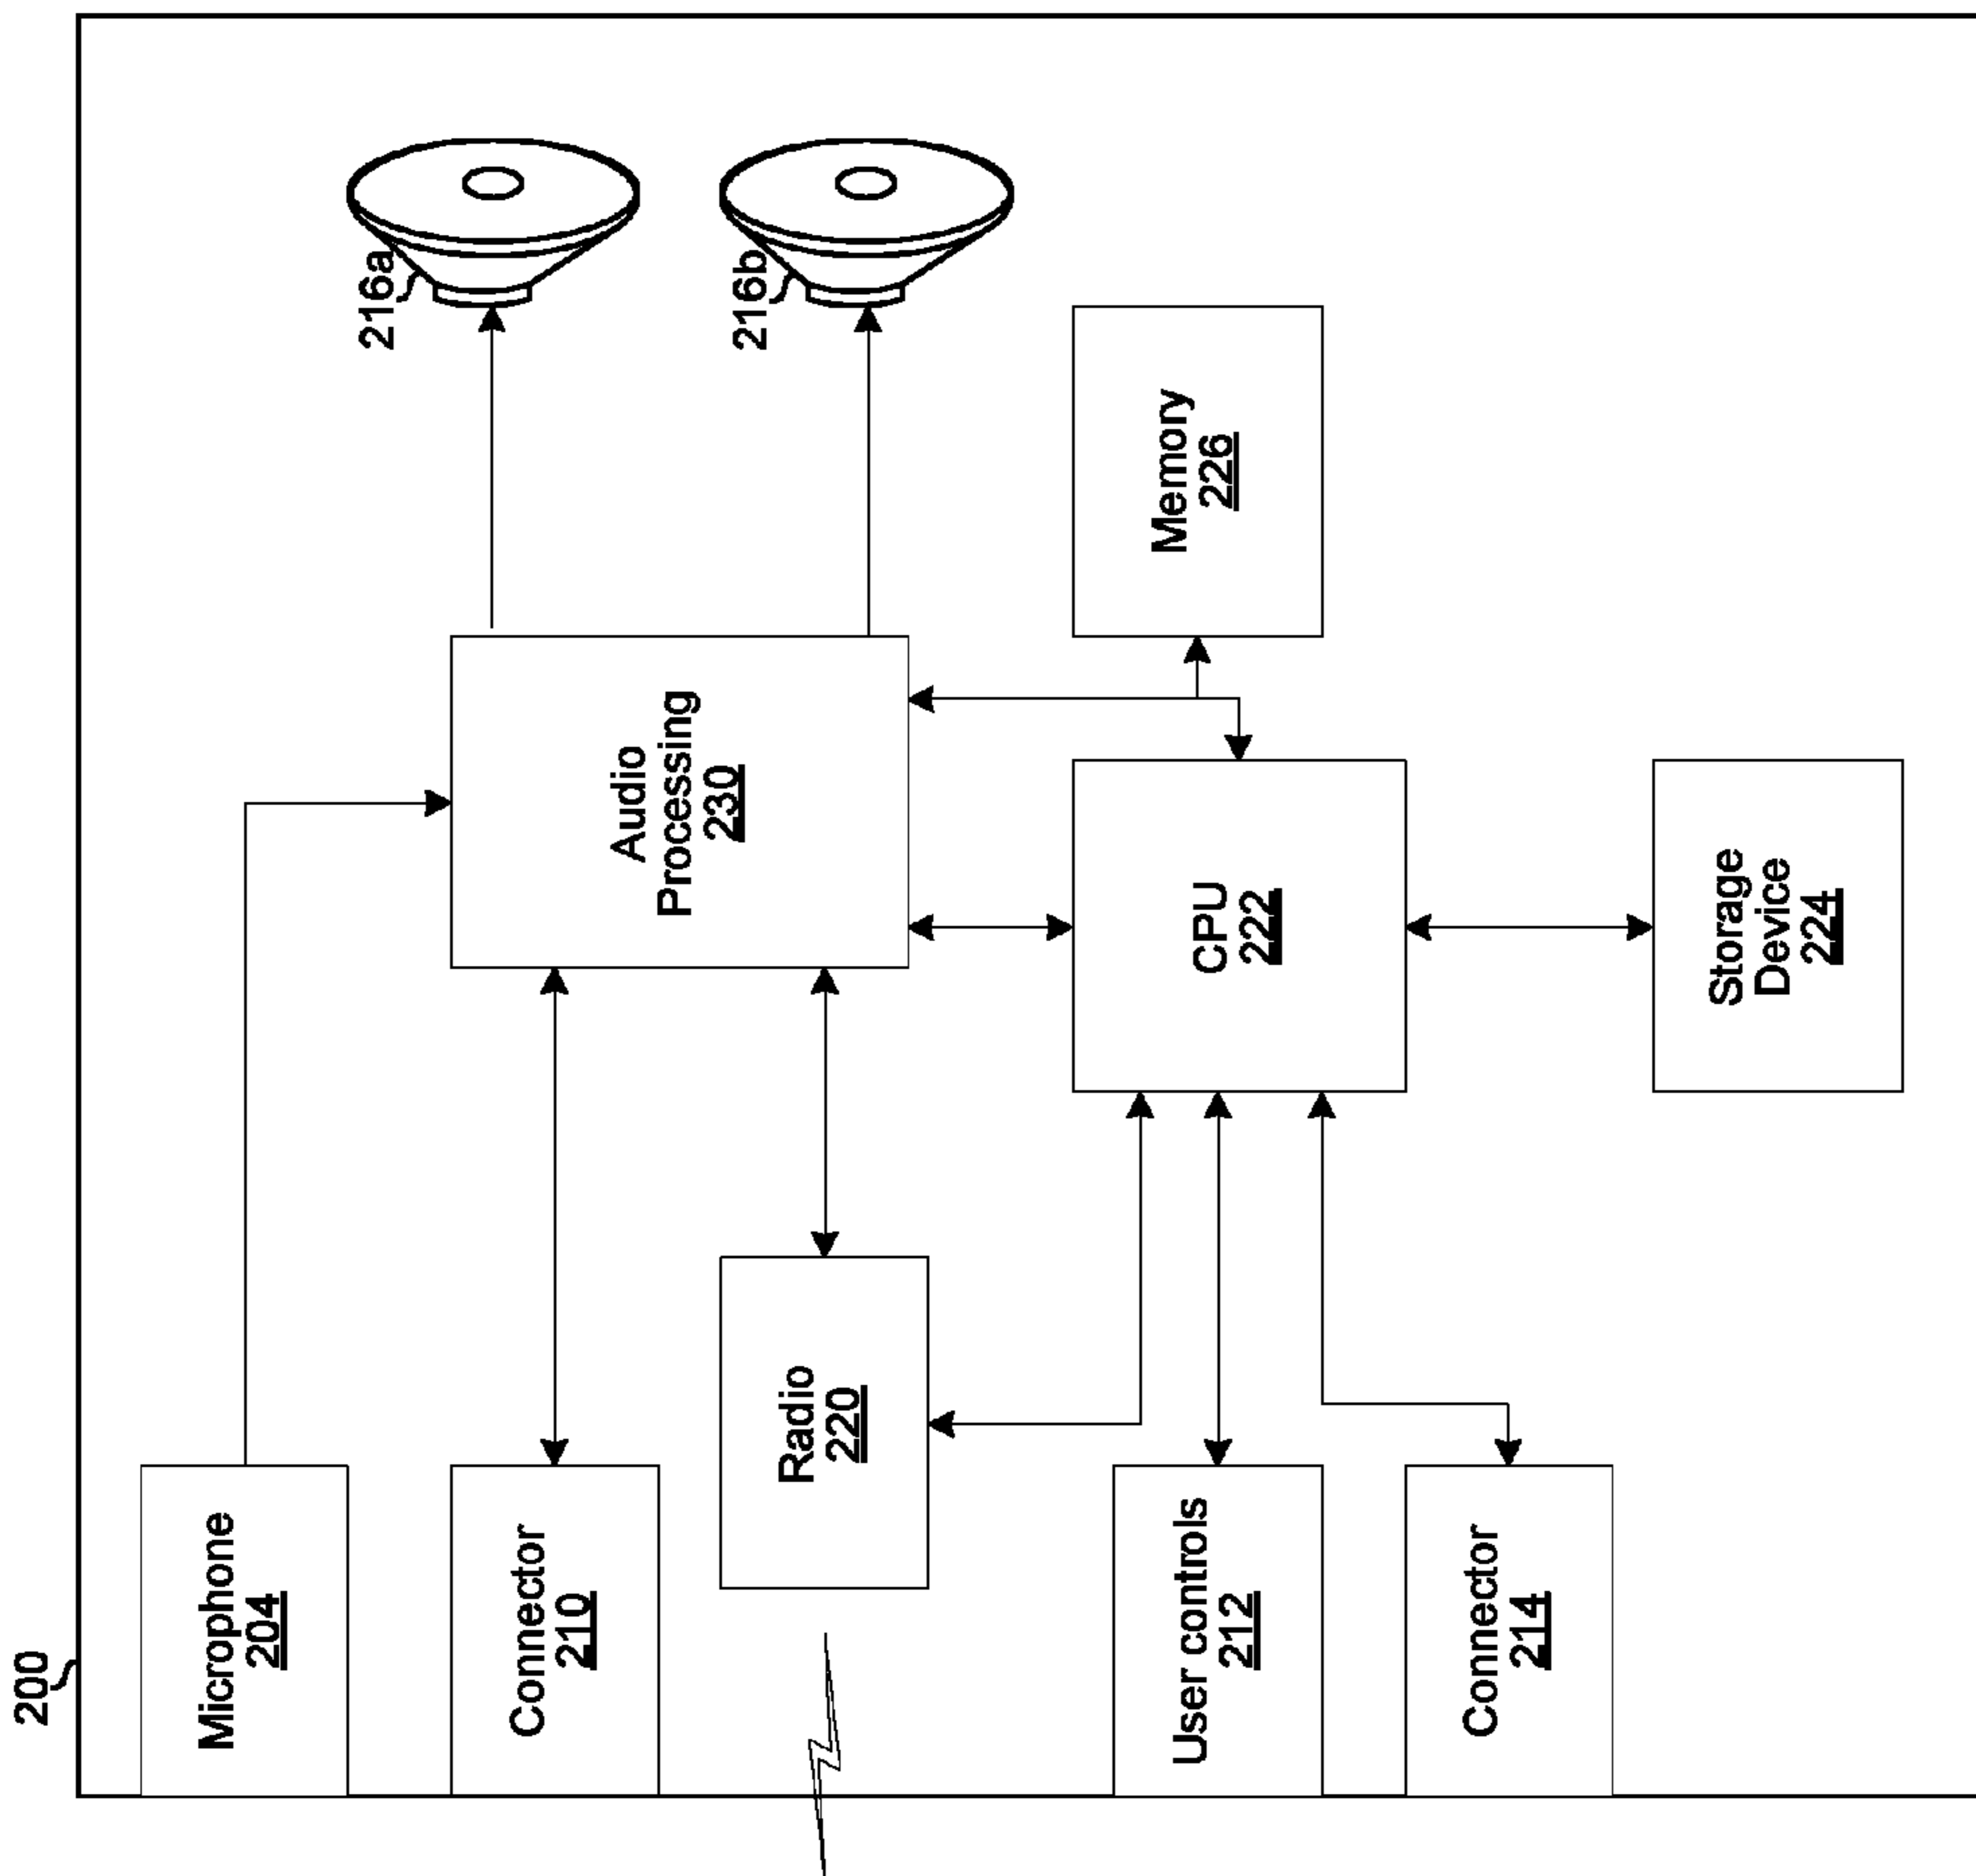 200
Microphone
204
Connector
210
Radio
220
User controls
212
Connector
214
Audio
Processing
230
CPU
222
Storage
Device
224
Memory
226
216a
216b